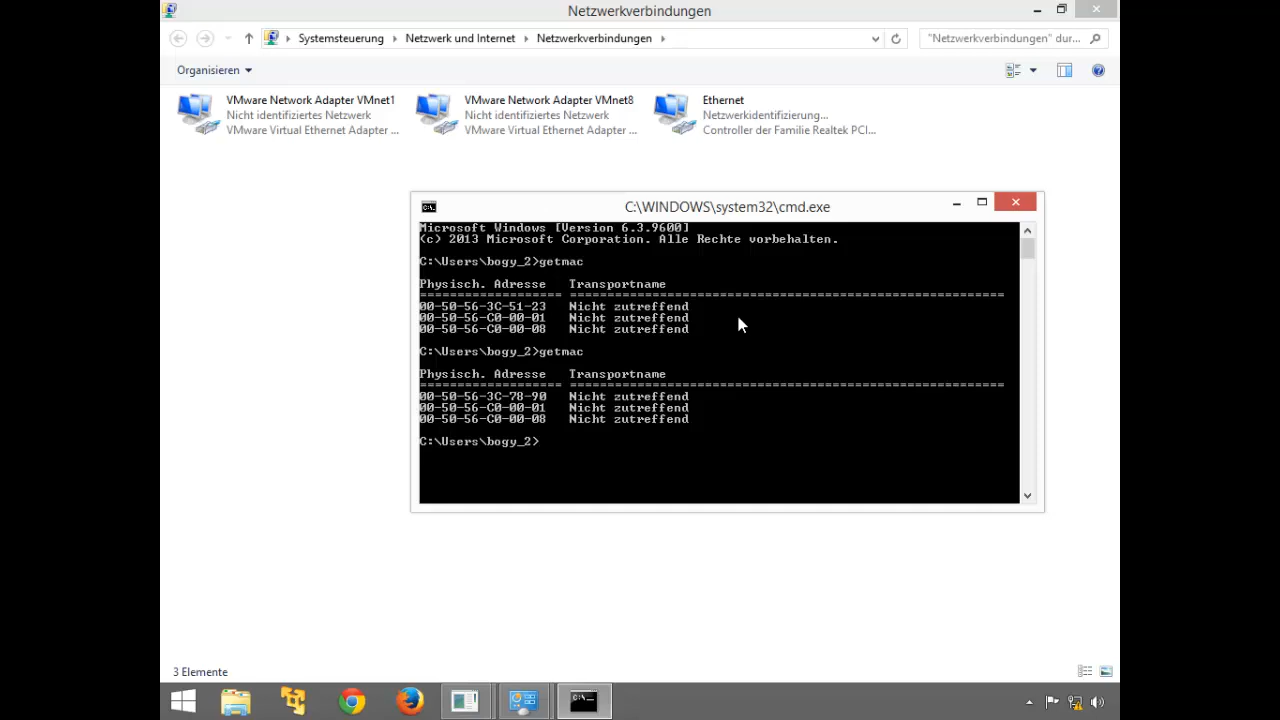 Netzwerkverbindungen
Systemsteuerung Netzwerk und Internet Netzwerkverbindungen
"Netzwerkverbindungen" dur...
Organisieren
VMware Network Adapter VMnet1
Nicht identifiziertes Netzwerk
VMware Virtual Ethernet Adapter ...
VMware Network Adapter VMnet8
Nicht identifiziertes Netzwerk
VMware Virtual Ethernet Adapter ...
Ethernet
Netzwerkidentifizierung...
Controller der Familie Realtek PCI...
C:\WINDOWS\system32\cmd.exe
Microsoft Windows [Version 6.3.9600]
(c) 2013 Microsoft Corporation. Alle Rechte vorbehalten.
C:\Users\bogy_2>getmac
Physisch. Adresse Transportname
=================== ==========================================================
00-50-56-3C-51-23 Nicht zutreffend
00-50-56-C0-00-01 Nicht zutreffend
00-50-56-C0-00-08 Nicht zutreffend
C:\Users\bogy_2>getmac
Physisch. Adresse Transportname
=================== ==========================================================
00-50-56-3C-78-90 Nicht zutreffend
00-50-56-C0-00-01 Nicht zutreffend
00-50-56-C0-00-08 Nicht zutreffend
C:\Users\bogy_2>
3 Elemente